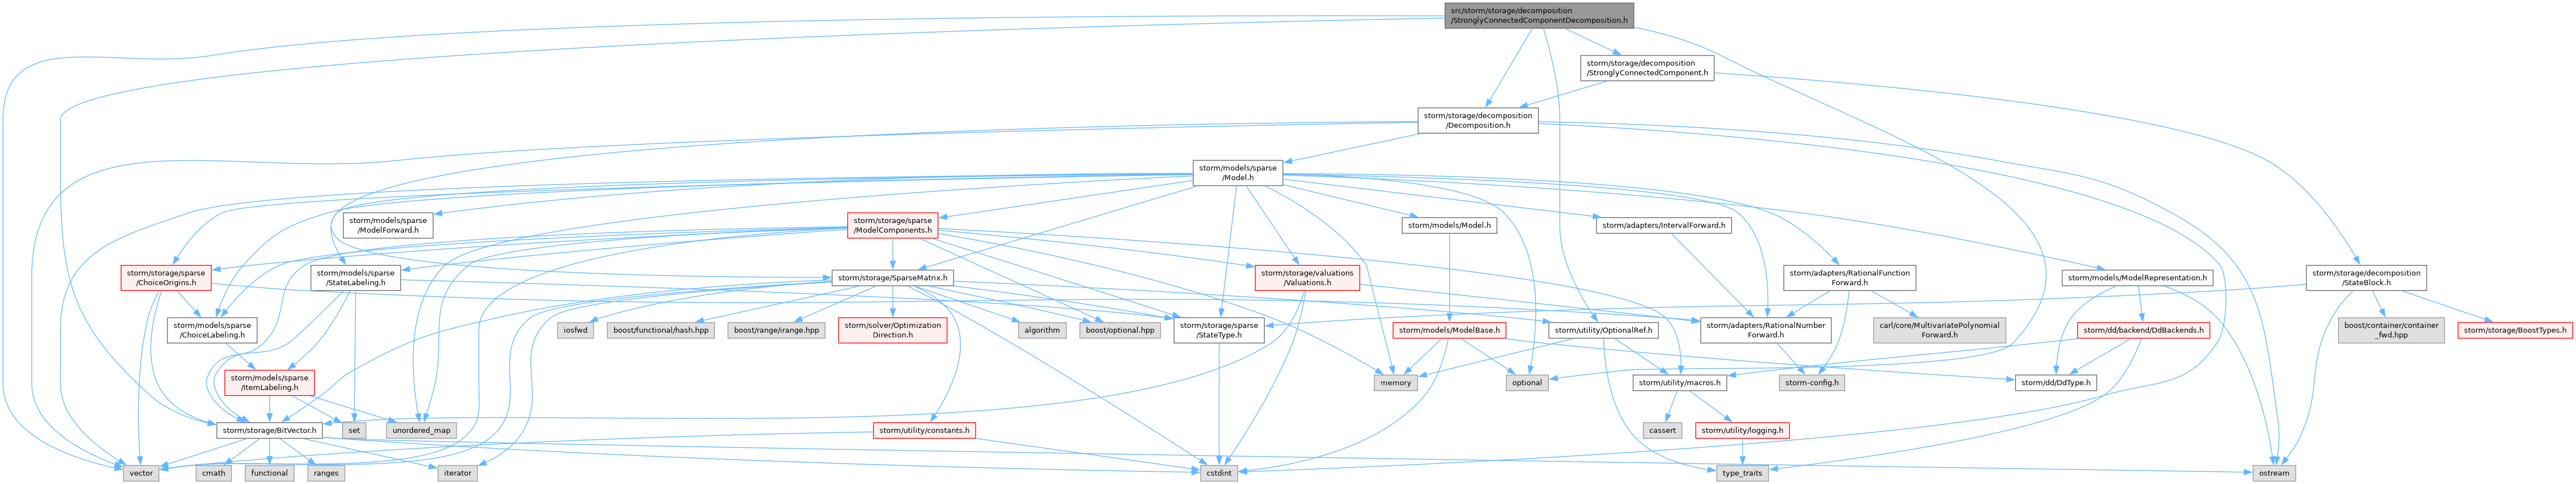 src/storm/storage/decomposition
/StronglyConnectedComponentDecomposition.h
storm/storage/decomposition
/StronglyConnectedComponent.h
storm/storage/decomposition
/Decomposition.h
storm/models/sparse
/Model.h
storm/models/sparse
/ModelForward.h
storm/storage/sparse
/ModelComponents.h
storm/models/Model.h
storm/adapters/IntervalForward.h
storm/storage/sparse
/ChoiceOrigins.h
storm/models/sparse
/StateLabeling.h
storm/storage/SparseMatrix.h
storm/storage/valuations
/Valuations.h
storm/adapters/RationalFunction
Forward.h
storm/models/ModelRepresentation.h
storm/storage/decomposition
/StateBlock.h
storm/models/sparse
/ChoiceLabeling.h
iosfwd
boost/functional/hash.hpp
boost/range/irange.hpp
storm/solver/Optimization
Direction.h
algorithm
boost/optional.hpp
storm/storage/sparse
/StateType.h
storm/models/ModelBase.h
storm/utility/OptionalRef.h
storm/adapters/RationalNumber
Forward.h
carl/core/MultivariatePolynomial
Forward.h
storm/dd/backend/DdBackends.h
boost/container/container
_fwd.hpp
storm/storage/BoostTypes.h
storm/models/sparse
/ItemLabeling.h
memory
optional
storm/utility/macros.h
storm-config.h
storm/dd/DdType.h
storm/storage/BitVector.h
set
unordered_map
storm/utility/constants.h
cassert
storm/utility/logging.h
vector
cmath
functional
ranges
iterator
cstdint
type_traits
ostream